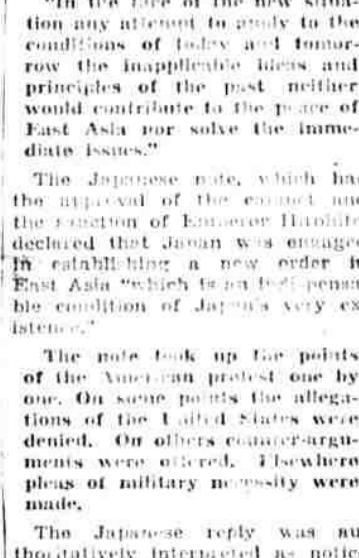 "In the face of the new situa-
tion any attempt to apply to the
conditions of today and tomor-
row the inapplicable ideas and
principles of the past neither
would contribute to the peace of
East Asia nor solve the imme-
diate issues."
The Japanese note, which ha
the approval of the cabinet and
the sanction of Emperor Hirohito
declared that Japan was engaged
in establishing a new order in
East Asia "which is an indispensa
ble condition of Japan's very ex
istence."
The note took up the points
of the American protest one by
one. On some points the allega-
tions of the United States were
denied. On others counter-argu-
ments were offered. Elsewhere
pleas of military necessity were
made.
The Japanese reply was au
thoritatively interpreted as notice